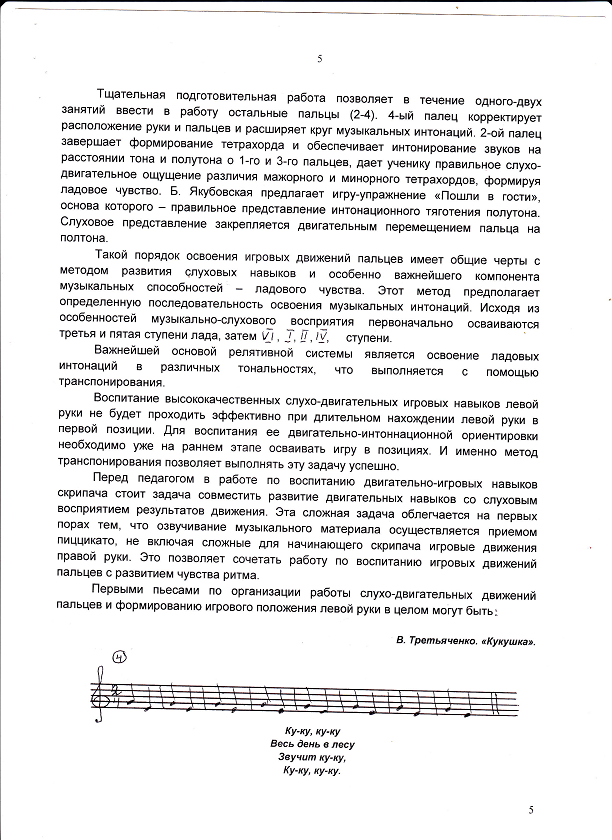 5
Тщательная подготовительная работа позволяет в течение одного-двух
занятий ввести в работу остальные пальцы (2-4). 4-ый палец корректирует
расположение руки и пальцев и расширяет круг музыкальных интонаций. 2-ой палец
завершает формирование тетрахорда и обеспечивает интонирование звуков на
расстоянии тона и полутона о 1-го и 3-го пальцев, дает ученику правильное слухо-
двигательное ощущение различия мажорного и минорного тетрахордов, формируя
ладовое чувство. Б. Якубовская предлагает игру-упражнение «Пошли в гости»,
основа которого – правильное представление интонационного тяготения полутона.
Слуховое представление закрепляется двигательным перемещением пальца на
полтона.
Такой порядок освоения игровых движений пальцев имеет общие черты с
методом развития слуховых навыков и особенно важнейшего компонента
музыкальных способностей – ладового чувства. Этот метод предполагает
определенную последовательность освоения музыкальных интонаций. Исходя из
особенностей музыкально-слухового восприятия первоначально осваиваются
третья и пятая ступени лада, затем VI, I, II, IV, ступени.
Важнейшей основой релятивной системы является освоение ладовых
интонаций в различных тональностях, что выполняется с помощью
транспонирования.
Воспитание высококачественных слухо-двигательных игровых навыков левой
руки не будет проходить эффективно при длительном нахождении левой руки в
первой позиции. Для воспитания ее двигательно-интоннационной ориентировки
необходимо уже на раннем этапе осваивать игру в позициях. И именно метод
транспонирования позволяет выполнять эту задачу успешно.
Перед педагогом в работе по воспитанию двигательно-игровых навыков
скрипача стоит задача совместить развитие двигательных навыков со слуховым
восприятием результатов движения. Эта сложная задача облегчается на первых
порах тем, что озвучивание музыкального материала осуществляется приемом
пиццикато, не включая сложные для начинающего скрипача игровые движения
правой руки. Это позволяет сочетать работу по воспитанию игровых движений
пальцев с развитием чувства ритма.
Первыми пьесами по организации работы слухо-двигательных движений
пальцев и формированию игрового положения левой руки в целом могут быть:
В. Третьяченко. «Кукушка».
4
2
4
Ку-ку, ку-ку
Весь день в лесу
Звучит ку-ку,
Ку-ку, ку-ку.
5